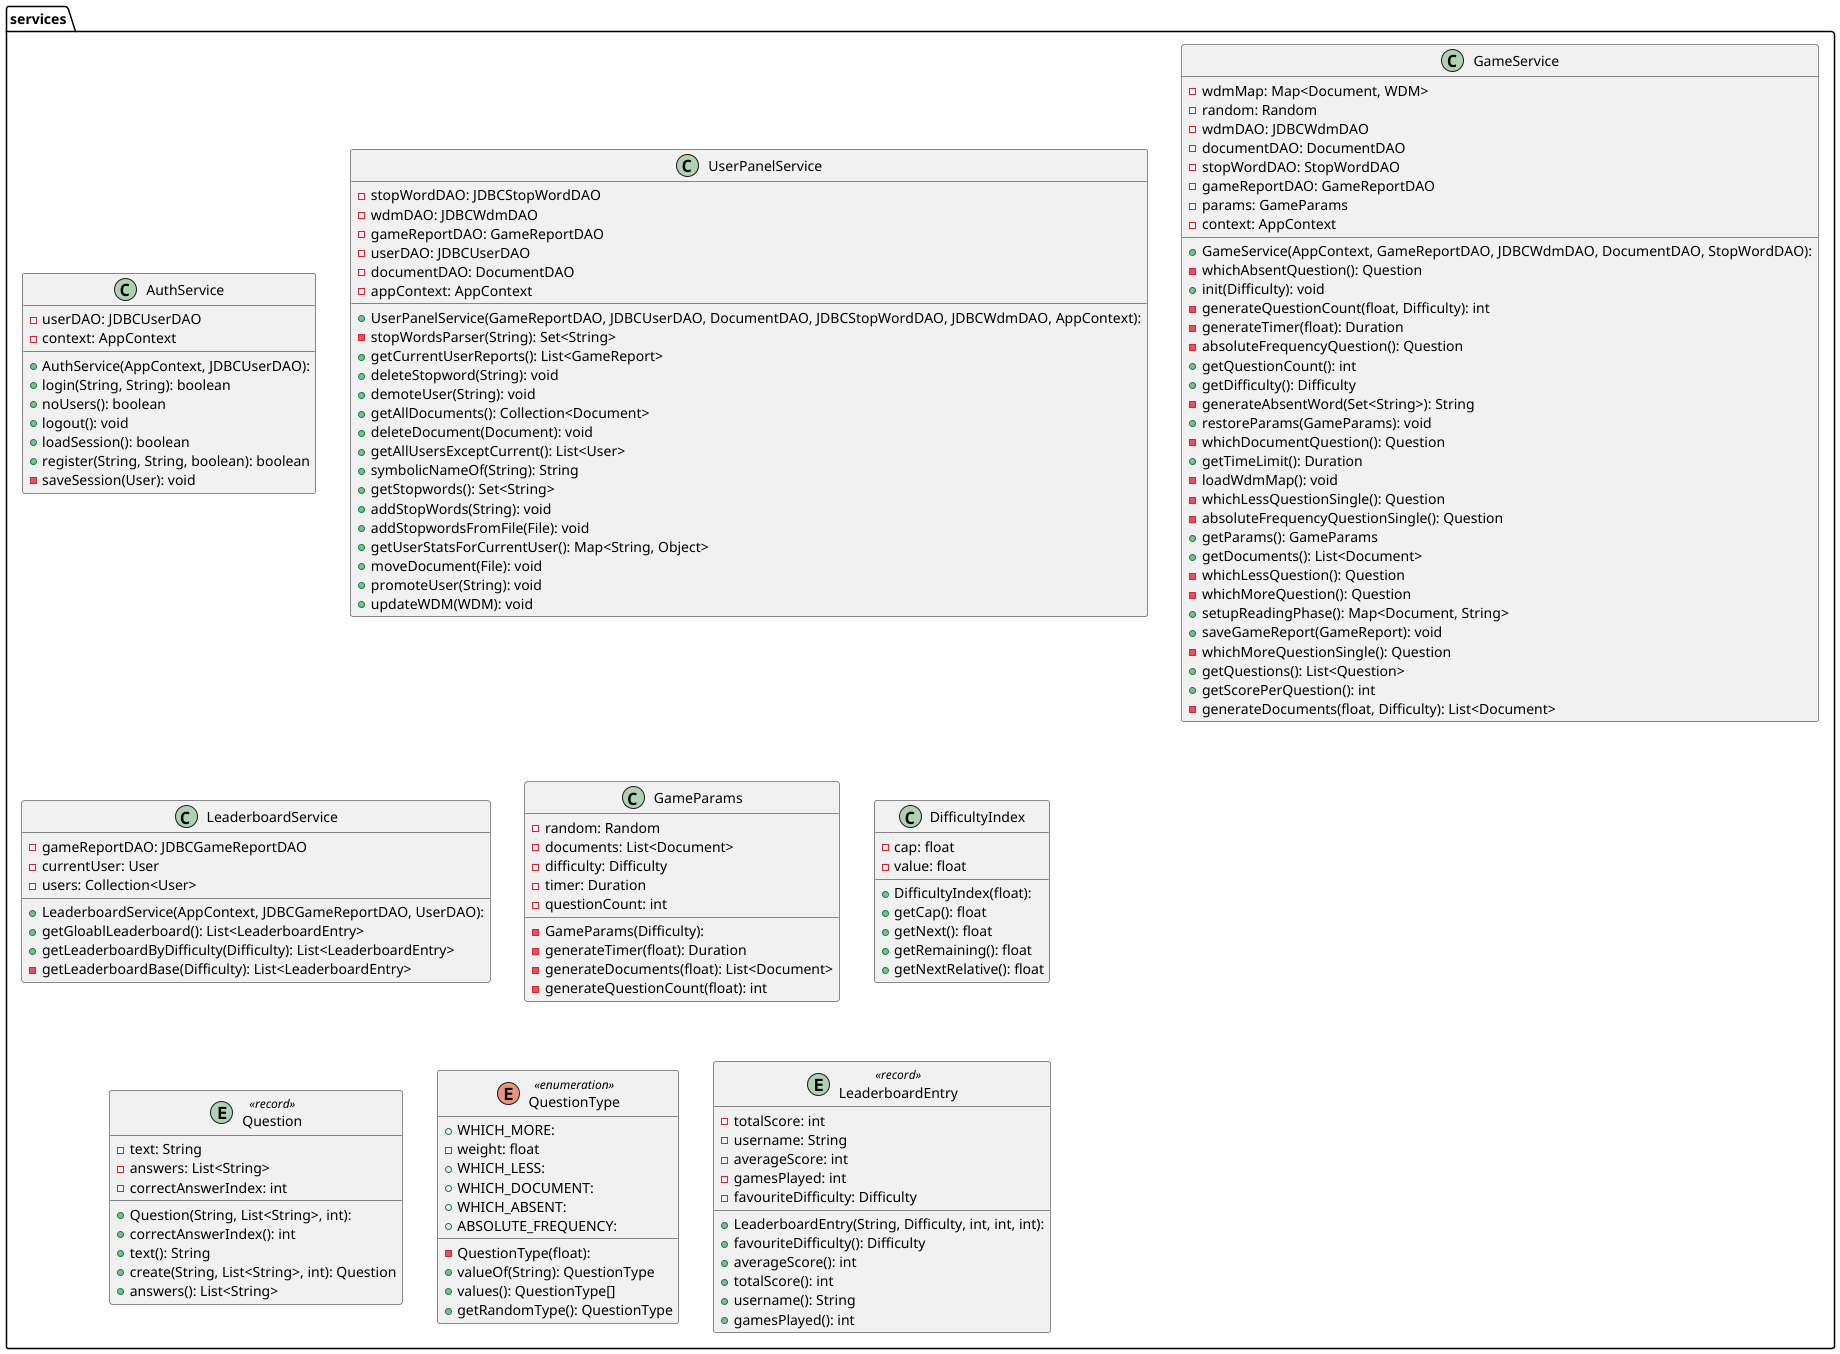 services
GameService
wdmMap: Map<Document, WDM>
random: Random
wdmDAO: JDBCWdmDAO
documentDAO: DocumentDAO
stopWordDAO: StopWordDAO
gameReportDAO: GameReportDAO
params: GameParams
context: AppContext
GameService(AppContext, GameReportDAO, JDBCWdmDAO, DocumentDAO, StopWordDAO):
whichAbsentQuestion(): Question
init(Difficulty): void
generateQuestionCount(float, Difficulty): int
generateTimer(float): Duration
absoluteFrequencyQuestion(): Question
getQuestionCount(): int
getDifficulty(): Difficulty
generateAbsentWord(Set<String>): String
restoreParams(GameParams): void
whichDocumentQuestion(): Question
getTimeLimit(): Duration
loadWdmMap(): void
whichLessQuestionSingle(): Question
absoluteFrequencyQuestionSingle(): Question
getParams(): GameParams
getDocuments(): List<Document>
whichLessQuestion(): Question
whichMoreQuestion(): Question
setupReadingPhase(): Map<Document, String>
saveGameReport(GameReport): void
whichMoreQuestionSingle(): Question
getQuestions(): List<Question>
getScorePerQuestion(): int
generateDocuments(float, Difficulty): List<Document>
UserPanelService
stopWordDAO: JDBCStopWordDAO
wdmDAO: JDBCWdmDAO
gameReportDAO: GameReportDAO
userDAO: JDBCUserDAO
documentDAO: DocumentDAO
appContext: AppContext
UserPanelService(GameReportDAO, JDBCUserDAO, DocumentDAO, JDBCStopWordDAO, JDBCWdmDAO, AppContext):
stopWordsParser(String): Set<String>
getCurrentUserReports(): List<GameReport>
deleteStopword(String): void
demoteUser(String): void
getAllDocuments(): Collection<Document>
deleteDocument(Document): void
getAllUsersExceptCurrent(): List<User>
symbolicNameOf(String): String
getStopwords(): Set<String>
addStopWords(String): void
addStopwordsFromFile(File): void
getUserStatsForCurrentUser(): Map<String, Object>
moveDocument(File): void
promoteUser(String): void
updateWDM(WDM): void
AuthService
userDAO: JDBCUserDAO
context: AppContext
AuthService(AppContext, JDBCUserDAO):
login(String, String): boolean
noUsers(): boolean
logout(): void
loadSession(): boolean
register(String, String, boolean): boolean
saveSession(User): void
LeaderboardService
gameReportDAO: JDBCGameReportDAO
currentUser: User
users: Collection<User>
LeaderboardService(AppContext, JDBCGameReportDAO, UserDAO):
getGloablLeaderboard(): List<LeaderboardEntry>
getLeaderboardByDifficulty(Difficulty): List<LeaderboardEntry>
getLeaderboardBase(Difficulty): List<LeaderboardEntry>
GameParams
random: Random
documents: List<Document>
difficulty: Difficulty
timer: Duration
questionCount: int
GameParams(Difficulty):
generateTimer(float): Duration
generateDocuments(float): List<Document>
generateQuestionCount(float): int
DifficultyIndex
cap: float
value: float
DifficultyIndex(float):
getCap(): float
getNext(): float
getRemaining(): float
getNextRelative(): float
«record»
Question
text: String
answers: List<String>
correctAnswerIndex: int
Question(String, List<String>, int):
correctAnswerIndex(): int
text(): String
create(String, List<String>, int): Question
answers(): List<String>
«enumeration»
QuestionType
WHICH_MORE:
weight: float
WHICH_LESS:
WHICH_DOCUMENT:
WHICH_ABSENT:
ABSOLUTE_FREQUENCY:
QuestionType(float):
valueOf(String): QuestionType
values(): QuestionType[]
getRandomType(): QuestionType
«record»
LeaderboardEntry
totalScore: int
username: String
averageScore: int
gamesPlayed: int
favouriteDifficulty: Difficulty
LeaderboardEntry(String, Difficulty, int, int, int):
favouriteDifficulty(): Difficulty
averageScore(): int
totalScore(): int
username(): String
gamesPlayed(): int